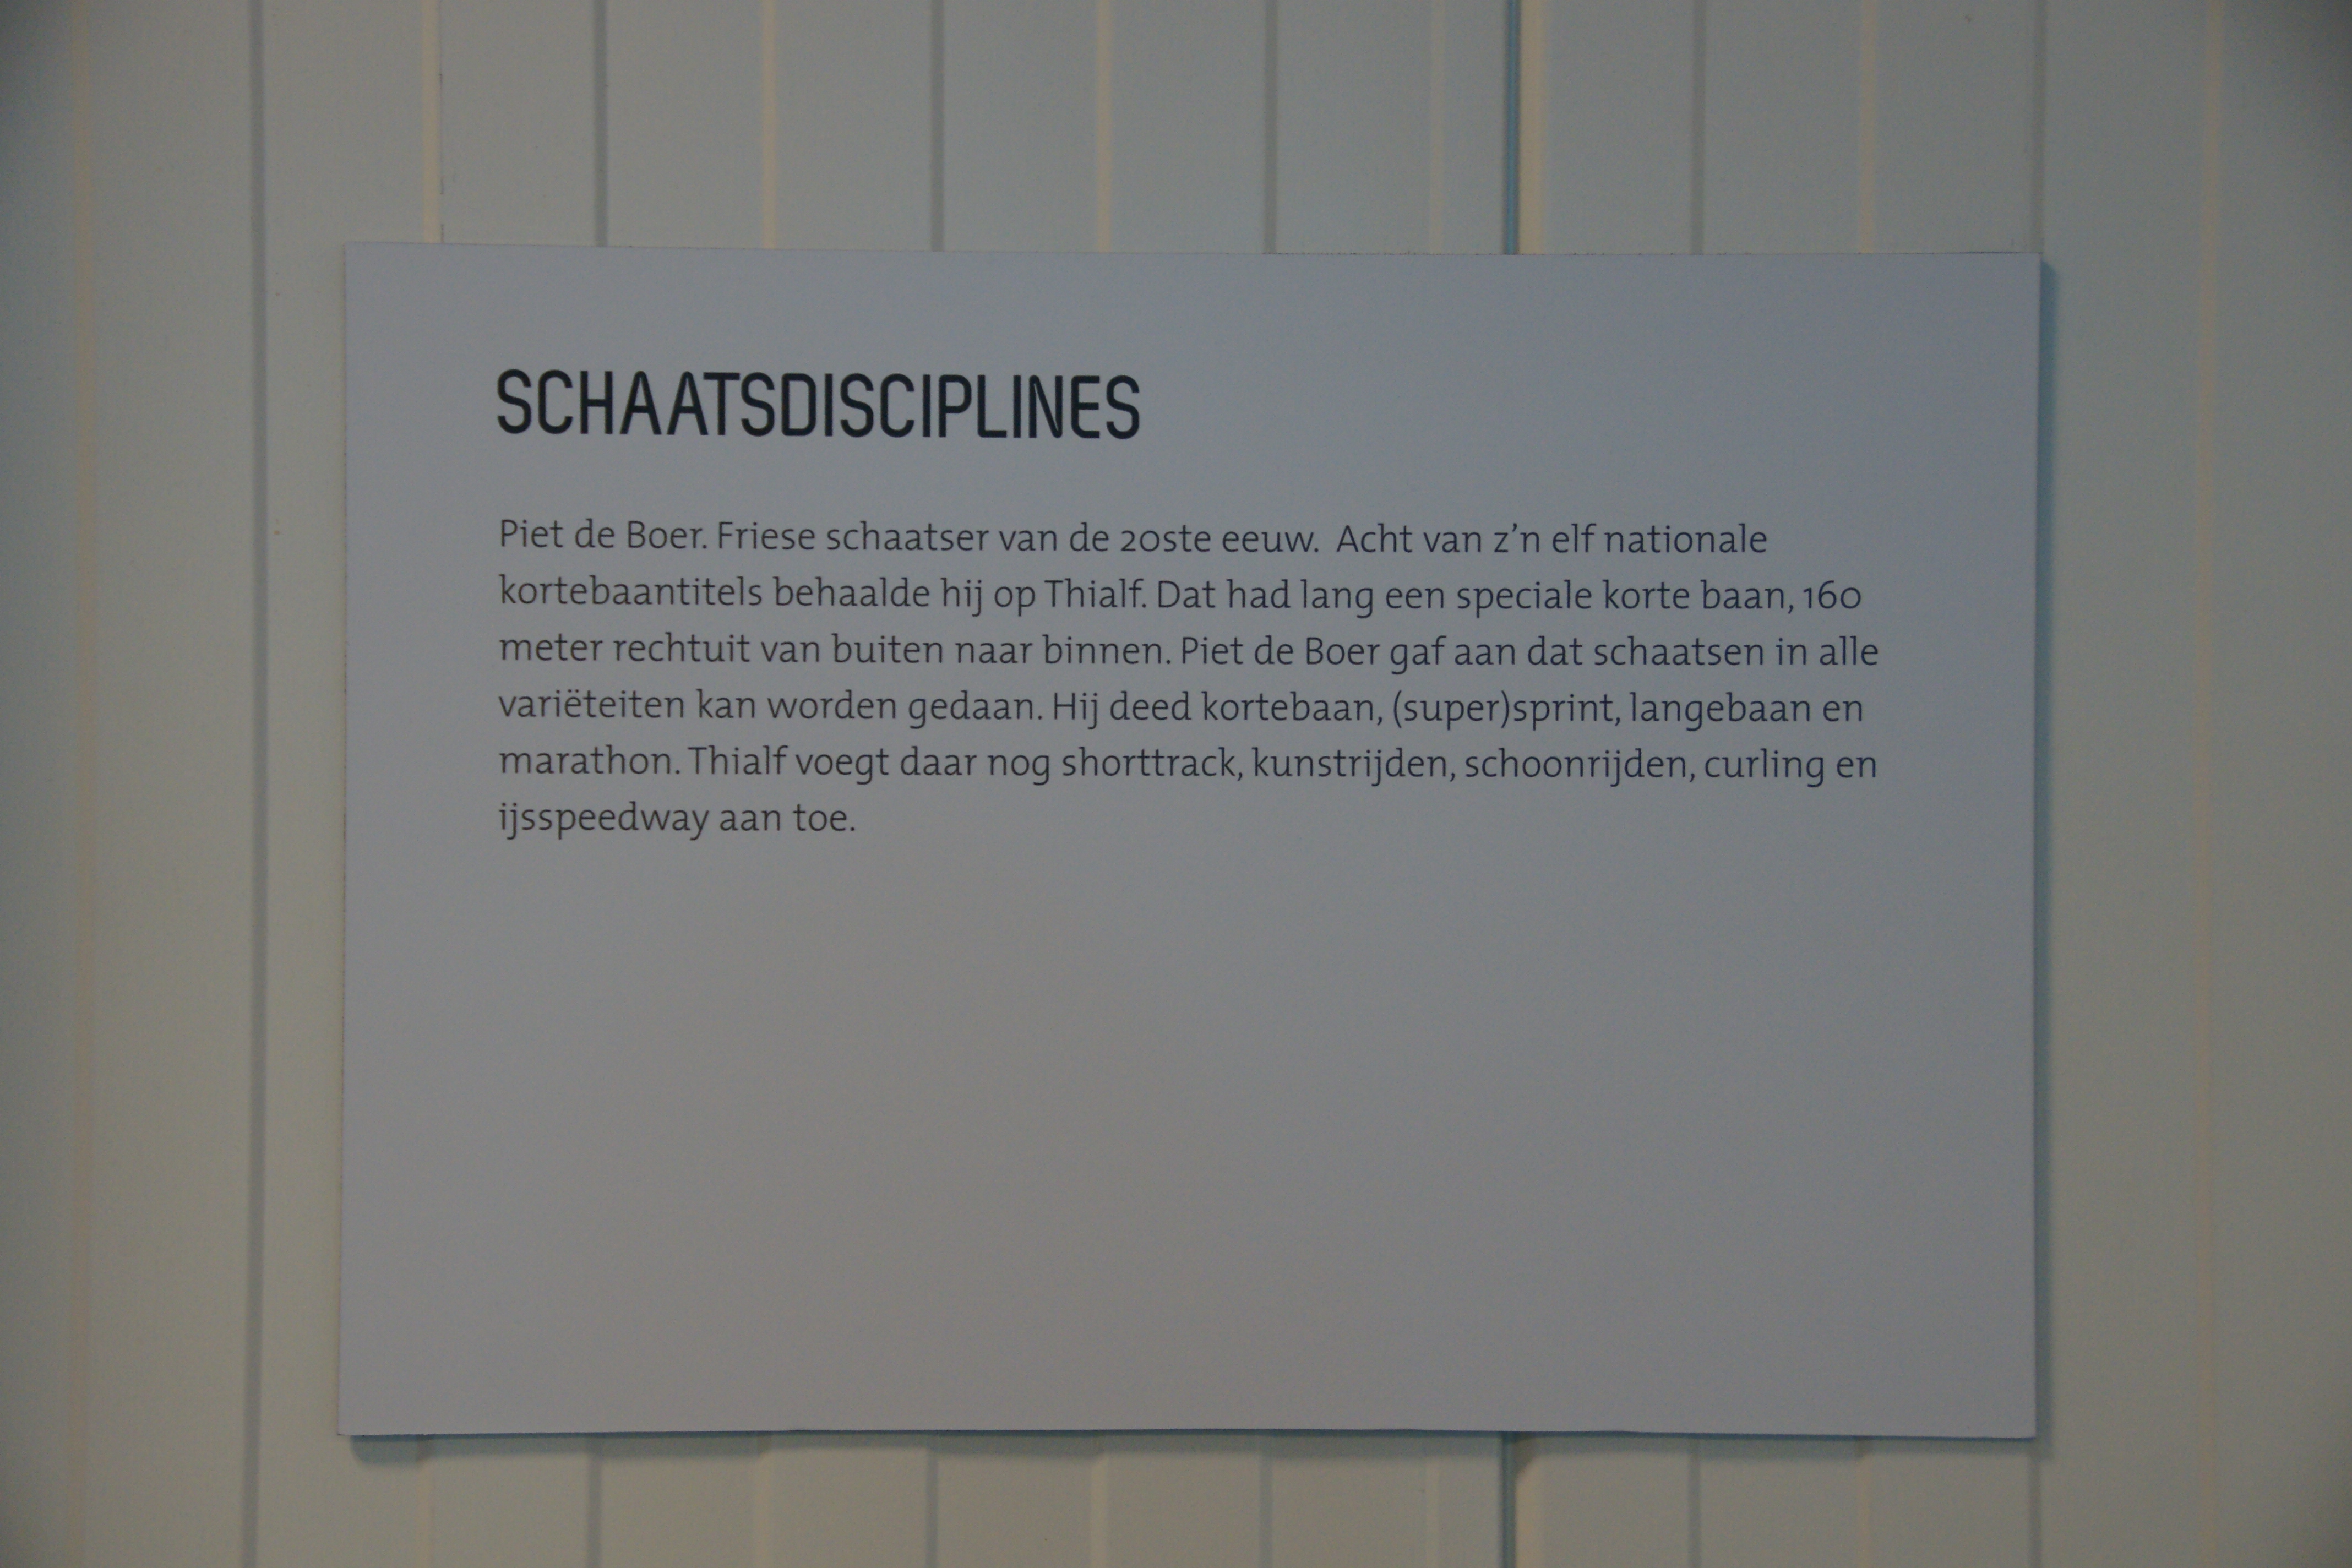 SCHAATSDISCIPLINES
Piet de Boer. Friese schaatser van de 20ste eeuw.  Acht van z’n elf nationale
kortebaantitels behaalde hij op Thialf. Dat had lang een speciale korte baan, 160
meter rechtuit van buiten naar binnen. Piet de Boer gaf aan dat schaatsen in alle
variëteiten kan worden gedaan. Hij deed kortebaan, (super)sprint, langebaan en
marathon. Thialf voegt daar nog shorttrack, kunstrijden, schoonrijden, curling en
ijsspeedway aan toe.